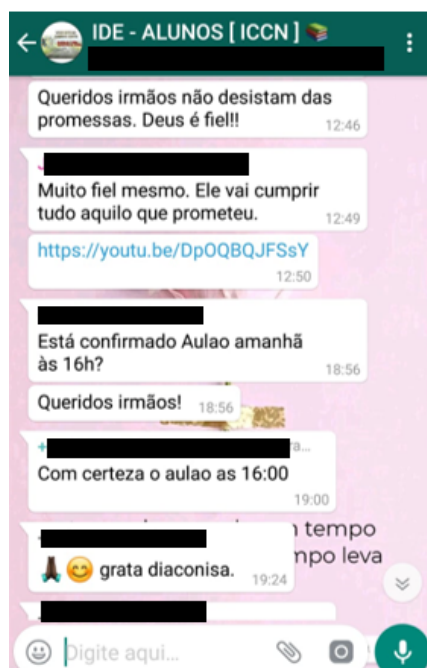 IDE - ALUNOS [ ICCN ] 📚
Queridos irmãos não desistam das
promessas. Deus é fiel!!
12:46
Muito fiel mesmo. Ele vai cumprir
tudo aquilo que prometeu.
12:49
https://youtu.be/DpOQBQJFSsY
12:50
Está confirmado Aulao amanhã
às 16h?
18:56
Queridos irmãos! 18:56
Com certeza o aulao as 16:00
19:00
tempo
mpo leva
🙏🏿😊 grata diaconisa. 19:24
Digite aqui...